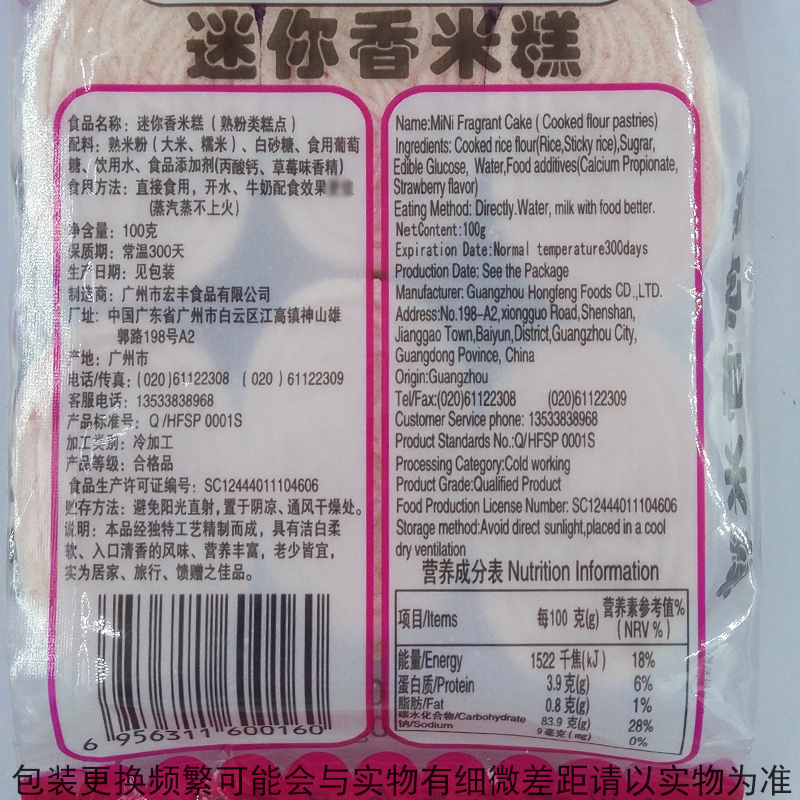 迷你香米糕
食品名称：迷你香米糕（熟粉类糕点）
配料：熟米粉（大米、糯米）、白砂糖、食用葡萄
糖、饮用水、食品添加剂(丙酸钙、草莓味香精)
食用方法：直接食用，开水、牛奶配食效果
(蒸汽蒸不上火)
净含量：100克
保质期：常温300天
生产日期：见包装
制造商：广州市宏丰食品有限公司
厂址：中国广东省广州市白云区江高镇神山雄
郭路198号A2
产地：广州市
电话/传真：(020)61122308 （020）61122309
客服电话：13533838968
产品标准号：Q/HFSP 0001S
加工类别：冷加工
产品等级：合格品
食品生产许可证编号：SC12444011104606
贮存方法：避免阳光直射，置于阴凉、通风干燥处。
说明：本品经独特工艺精制而成，具有洁白柔
软、入口清香的风味、营养丰富，老少皆宜，
实为居家、旅行、馈赠之佳品。
6 956311 600160
Name:MiNi Fragrant Cake ( Cooked flour pastries)
Ingredients: Cooked rice flour(Rice,Sticky rice),Sugrar,
Edible Glucose, Water,Food additives(Calcium Propionate,
Strawberry flavor)
Eating Method: Directly.Water, milk with food better.
NetContent:100g
Expiration Date:Normal temperature300days
Production Date: See the Package
Manufacturer: Guangzhou Hongfeng Foods CD.,LTD.
Address:No.198-A2,xiongguo Road,Shenshan,
Jianggao Town,Baiyun,District,Guangzhou City,
Guangdong Povince, China
Origin:Guangzhou
Tel/Fax:(020)61122308 (020)61122309
Customer Service phone: 13533838968
Product Standards No.:Q/HFSP 0001S
Processing Category:Cold working
Product Grade:Qualified Product
Food Production License Number: SC12444011104606
Storage method:Avoid direct sunlight,placed in a cool
dry ventilation
营养成分表 Nutrition Information
项目/Items 每100 克(g) 营养素参考值%
(NRV %)
能量/Energy 1522 千焦(kJ) 18%
蛋白质/Protein 3.9 克(g) 6%
脂肪/Fat 0.8 克(g) 1%
碳水化合物/Carbohydrate 83.9 克(g) 28%
钠/Sodium 9 毫克(mg) 0%
包装更换频繁可能会与实物有细微差距请以实物为准